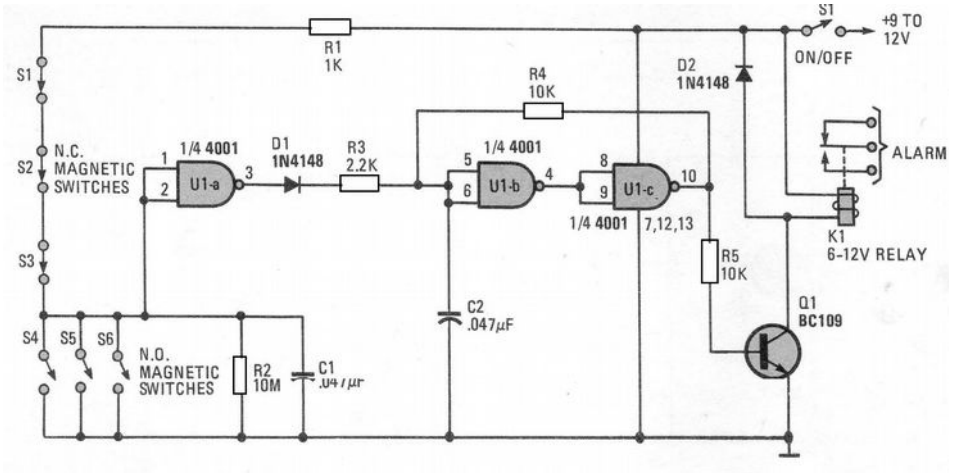 S1
+9 TO
12V
ON/OFF
R1
1K
D2
1N4148
R4
10K
S1
N.C.
MAGNETIC
SWITCHES
S2
S3
1/4 4001
1
2
3
U1-a
D1
1N4148
R3
2.2K
1/4 4001
5
6
4
U1-b
8
9
10
U1-c
1/4 4001
7,12,13
ALARM
K1
6-12V RELAY
R5
10K
Q1
BC109
C2
.047μF
S4
S5
S6
N.O.
MAGNETIC
SWITCHES
R2
10M
C1
.047μF